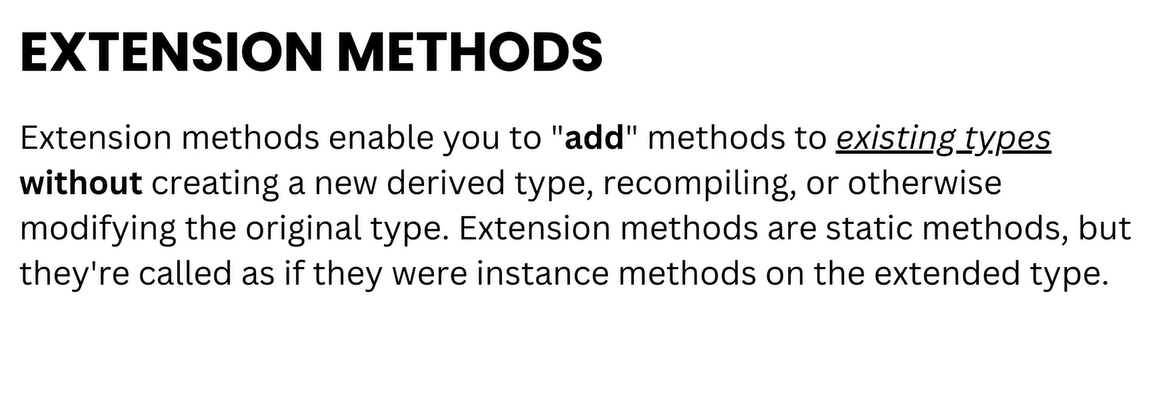 EXTENSION METHODS
Extension methods enable you to "add" methods to existing types
without creating a new derived type, recompiling, or otherwise
modifying the original type. Extension methods are static methods, but
they're called as if they were instance methods on the extended type.